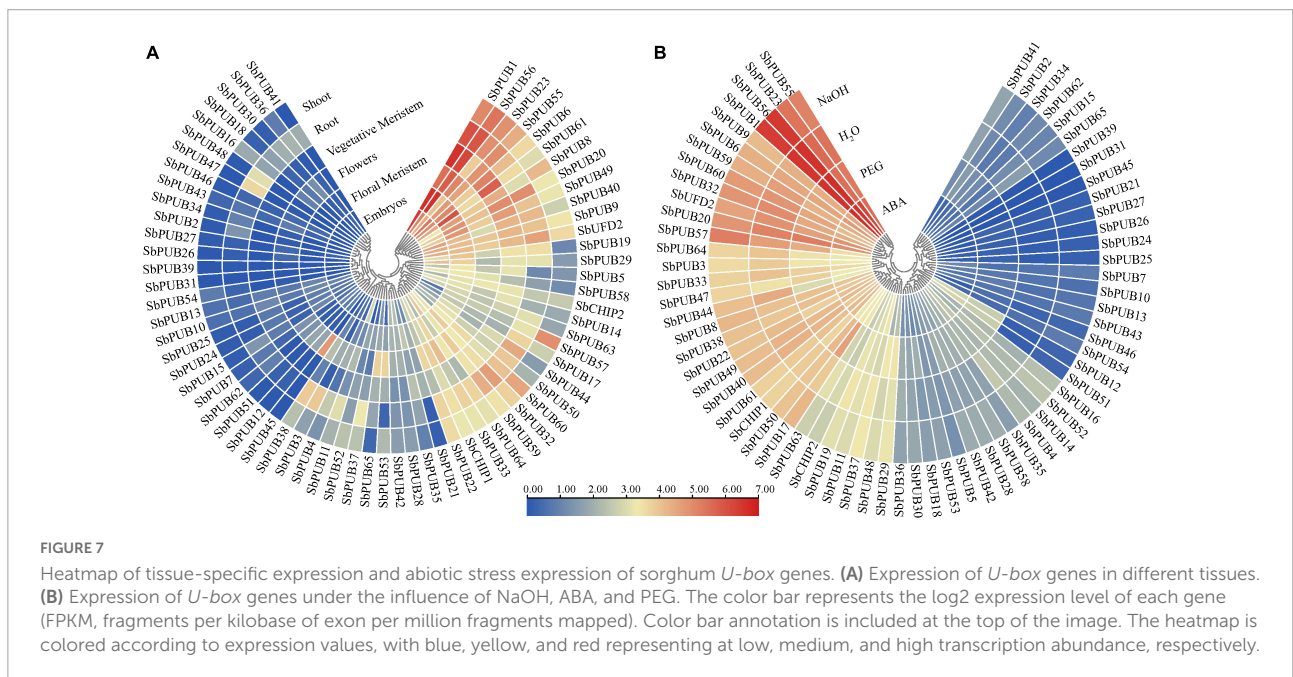 A
SbPUB41
SbPUB36
SbPUB30
SbPUB18
SbPUB16
SbPUB48
SbPUB47
SbPUB46
SbPUB43
SbPUB34
SbPUB2
SbPUB27
SbPUB26
SbPUB39
SbPUB31
SbPUB54
SbPUB13
SbPUB10
SbPUB25
SbPUB24
SbPUB15
SbPUB7
SbPUB62
SbPUB51
SbPUB12
SbPUB45
SbPUB38
SbPUB3
SbPUB4
SbPUB11
SbPUB52
SbPUB37
SbPUB65
SbPUB53
SbPUB42
SbPUB28
SbPUB35
SbPUB21
SbPUB22
SbCHIP1
SbPUB33
SbPUB64
SbPUB59
SbPUB32
SbPUB60
SbPUB50
SbPUB44
SbPUB17
SbPUB57
SbPUB63
SbPUB14
SbCHIP2
SbPUB58
SbPUB5
SbPUB29
SbPUB19
SbUFD2
SbPUB9
SbPUB40
SbPUB49
SbPUB20
SbPUB8
SbPUB61
SbPUB6
SbPUB55
SbPUB23
SbPUB56
SbPUB1
Shoot
Root
Vegetative Meristem
Flowers
Floral Meristem
Embryos
B
SbPUB55
SbPUB23
SbPUB56
SbPUB1
SbPUB9
SbPUB6
SbPUB59
SbPUB60
SbPUB32
SbUFD2
SbPUB20
SbPUB57
SbPUB64
SbPUB3
SbPUB33
SbPUB47
SbPUB44
SbPUB8
SbPUB38
SbPUB22
SbPUB49
SbPUB40
SbPUB61
SbCHIP1
SbPUB50
SbPUB17
SbPUB63
SbCHIP2
SbPUB19
SbPUB11
SbPUB37
SbPUB48
SbPUB29
SbPUB36
SbPUB30
SbPUB18
SbPUB53
SbPUB5
SbPUB42
SbPUB28
SbPUB58
SbPUB35
SbPUB4
SbPUB14
SbPUB52
SbPUB16
SbPUB51
SbPUB12
SbPUB54
SbPUB46
SbPUB43
SbPUB13
SbPUB10
SbPUB7
SbPUB25
SbPUB24
SbPUB26
SbPUB27
SbPUB21
SbPUB45
SbPUB31
SbPUB39
SbPUB65
SbPUB15
SbPUB62
SbPUB34
SbPUB2
SbPUB41
NaOH
H2O
PEG
ABA
0.00 1.00 2.00 3.00 4.00 5.00 6.00 7.00
FIGURE 7
Heatmap of tissue-specific expression and abiotic stress expression of sorghum U-box genes. (A) Expression of U-box genes in different tissues.
(B) Expression of U-box genes under the influence of NaOH, ABA, and PEG. The color bar represents the log2 expression level of each gene
(FPKM, fragments per kilobase of exon per million fragments mapped). Color bar annotation is included at the top of the image. The heatmap is
colored according to expression values, with blue, yellow, and red representing at low, medium, and high transcription abundance, respectively.